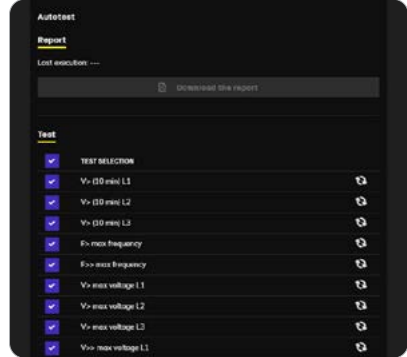 Autotest
Report
Last execution: ---
Download the report
Test
TEST SELECTION
V> (10 min) L1
V> (10 min) L2
V> (10 min) L3
F> max frequency
F>> max frequency
V> max voltage L1
V> max voltage L2
V> max voltage L3
V>> max voltage L1